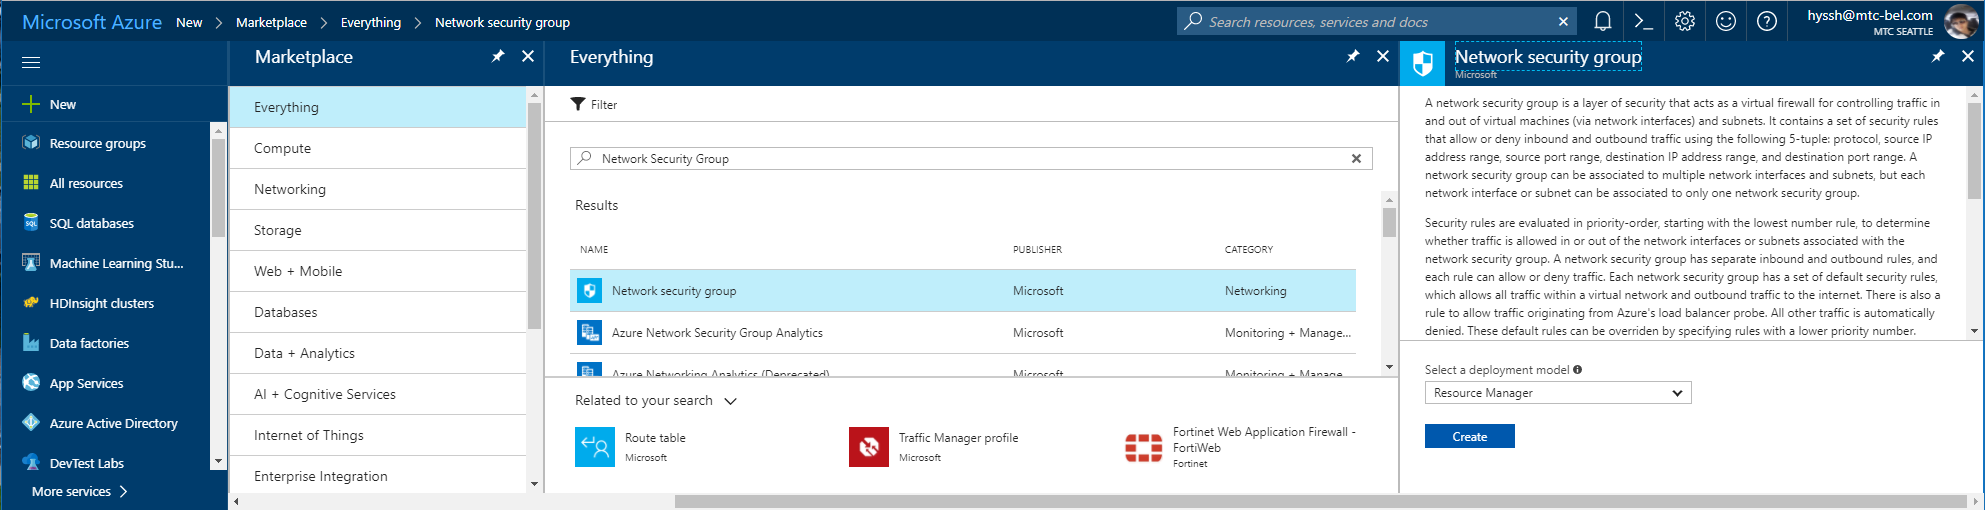 Microsoft Azure New > Marketplace > Everything > Network security group
Search resources, services and docs
hyssh@mtc-bel.com
MTC SEATTLE
New
Resource groups
All resources
SQL databases
Machine Learning Stu...
HDInsight clusters
Data factories
App Services
Azure Active Directory
DevTest Labs
More services >
Marketplace
Everything
Compute
Networking
Storage
Web + Mobile
Databases
Data + Analytics
AI + Cognitive Services
Internet of Things
Enterprise Integration
Everything
Filter
Network Security Group
Results
NAME PUBLISHER CATEGORY
Network security group Microsoft Networking
Azure Network Security Group Analytics Microsoft Monitoring + Manage...
Azure Networking Analytics (Deprecated) Microsoft Monitoring + Manage
Related to your search
Route table
Microsoft
Traffic Manager profile
Microsoft
Fortinet Web Application Firewall -
FortiWeb
Fortinet
Network security group
Microsoft
A network security group is a layer of security that acts as a virtual firewall for controlling traffic in
and out of virtual machines (via network interfaces) and subnets. It contains a set of security rules
that allow or deny inbound and outbound traffic using the following 5-tuple: protocol, source IP
address range, source port range, destination IP address range, and destination port range. A
network security group can be associated to multiple network interfaces and subnets, but each
network interface or subnet can be associated to only one network security group.
Security rules are evaluated in priority-order, starting with the lowest number rule, to determine
whether traffic is allowed in or out of the network interfaces or subnets associated with the
network security group. A network security group has separate inbound and outbound rules, and
each rule can allow or deny traffic. Each network security group has a set of default security rules,
which allows all traffic within a virtual network and outbound traffic to the internet. There is also a
rule to allow traffic originating from Azure's load balancer probe. All other traffic is automatically
denied. These default rules can be overriden by specifying rules with a lower priority number.
Select a deployment model
Resource Manager
Create